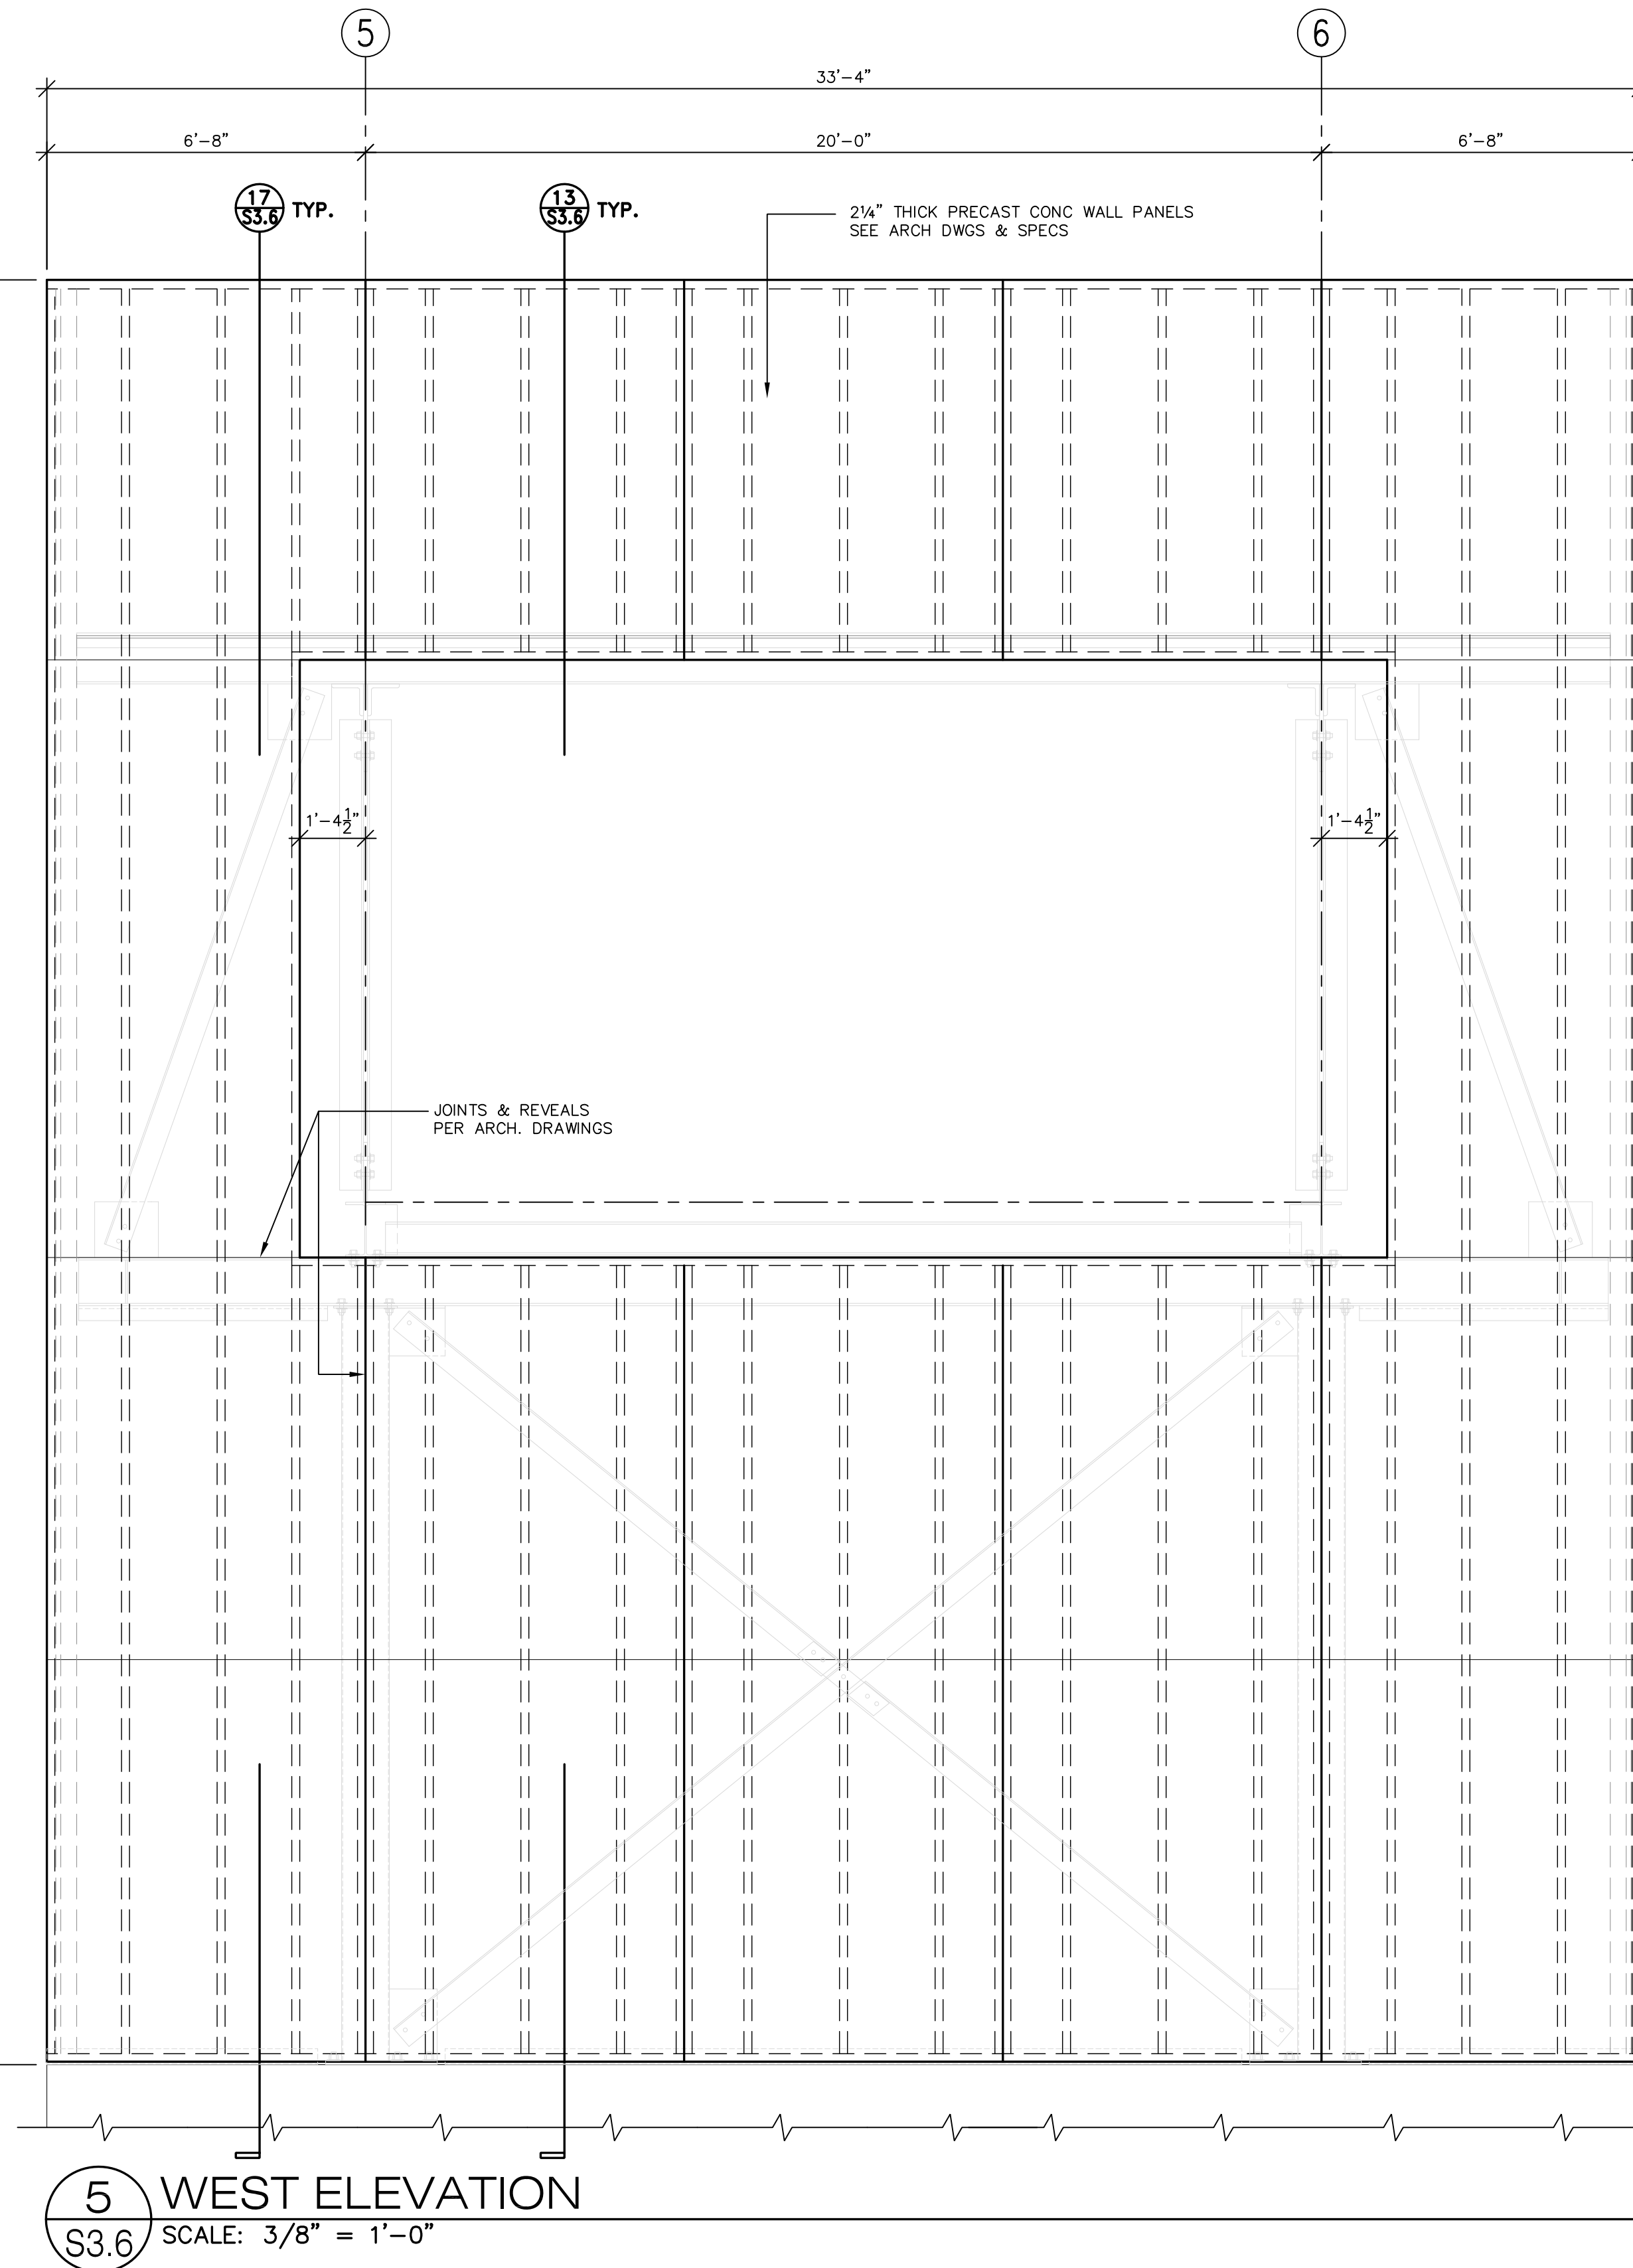 5
6
33'-4"
6'-8"
20'-0"
6'-8"
17
S3.6
TYP.
13
S3.6
TYP.
2¼" THICK PRECAST CONC WALL PANELS
SEE ARCH DWGS & SPECS
1'-4½"
1'-4½"
JOINTS & REVEALS
PER ARCH. DRAWINGS
5
S3.6
WEST ELEVATION
SCALE: 3/8" = 1'-0"